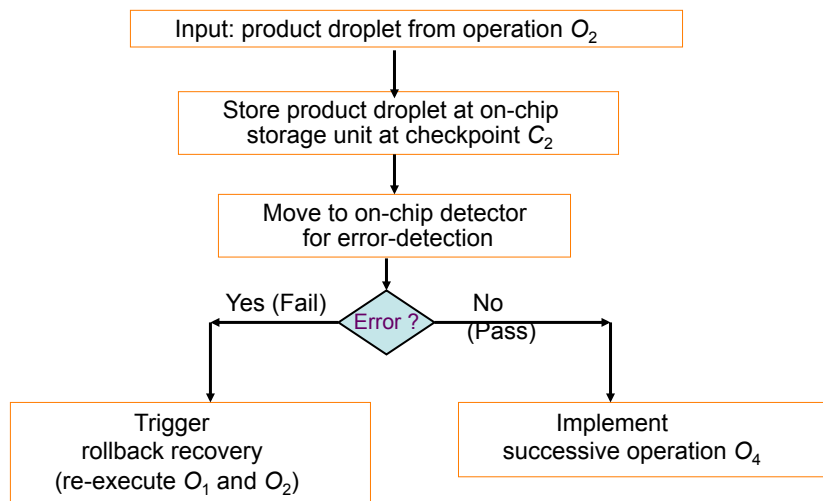 Input: product droplet from operation O₂
Store product droplet at on-chip
storage unit at checkpoint C₂
Move to on-chip detector
for error-detection
Yes (Fail)
No
(Pass)
Error ?
Trigger
rollback recovery
(re-execute O₁ and O₂)
Implement
successive operation O₄